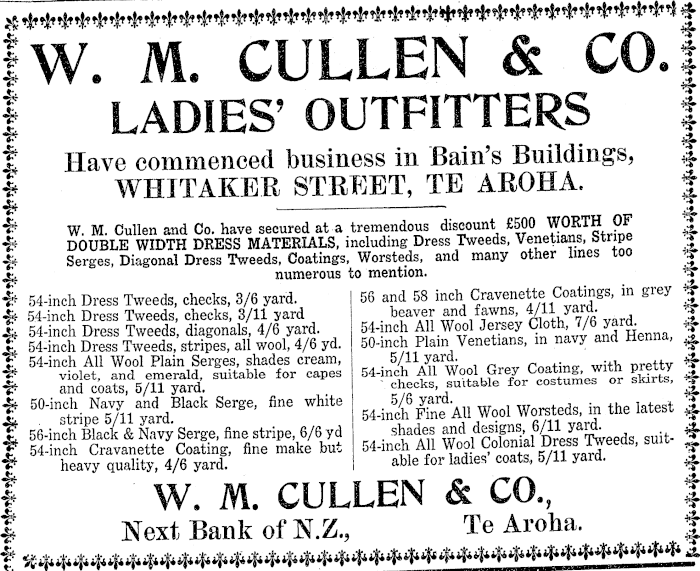 W. M. CULLEN & CO.
LADIES' OUTFITTERS
Have commenced business in Bain's Buildings,
WHITAKER STREET, TE AROHA.
W. M. Cullen and Co. have secured at a tremendous discount £500 WORTH OF
DOUBLE WIDTH DRESS MATERIALS, including Dress Tweeds, Venetians, Stripe
Serges, Diagonal Dress Tweeds, Coatings, Worsteds, and many other lines too
numerous to mention.
54-inch Dress Tweeds, checks, 3/6 yard.
54-inch Dress Tweeds, checks, 3/11 yard
54-inch Dress Tweeds, diagonals, 4/6 yard.
54-inch Dress Tweeds, stripes, all wool, 4/6 yd.
54-inch All Wool Plain Serges, shades cream,
violet, and emerald, suitable for capes
and coats, 5/11 yard.
50-inch Navy and Black Serge, fine white
stripe 5/11 yard.
56-inch Black & Navy Serge, fine stripe, 6/6 yd
54-inch Cravanette Coating, fine make but
heavy quality, 4/6 yard.
56 and 58 inch Cravenette Coatings, in grey
beaver and fawns, 4/11 yard.
54-inch All Wool Jersey Cloth, 7/6 yard.
50-inch Plain Venetians, in navy and Henna,
5/11 yard.
54-inch All Wool Grey Coating, with pretty
checks, suitable for costumes or skirts,
5/6 yard.
54-inch Fine All Wool Worsteds, in the latest
shades and designs, 6/11 yard.
54-inch All Wool Colonial Dress Tweeds, suit-
able for ladies' coats, 5/11 yard.
W. M. CULLEN & CO.,
Next Bank of N.Z., Te Aroha.